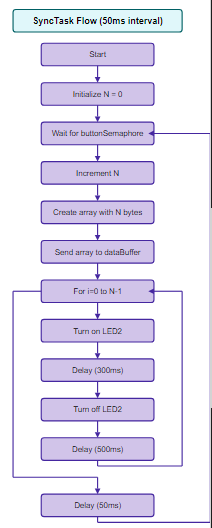 SyncTask Flow (50ms interval)
Start
Initialize N = 0
Wait for buttonSemaphore
Increment N
Create array with N bytes
Send array to dataBuffer
For i=0 to N-1
Turn on LED2
Delay (300ms)
Turn off LED2
Delay (500ms)
Delay (50ms)